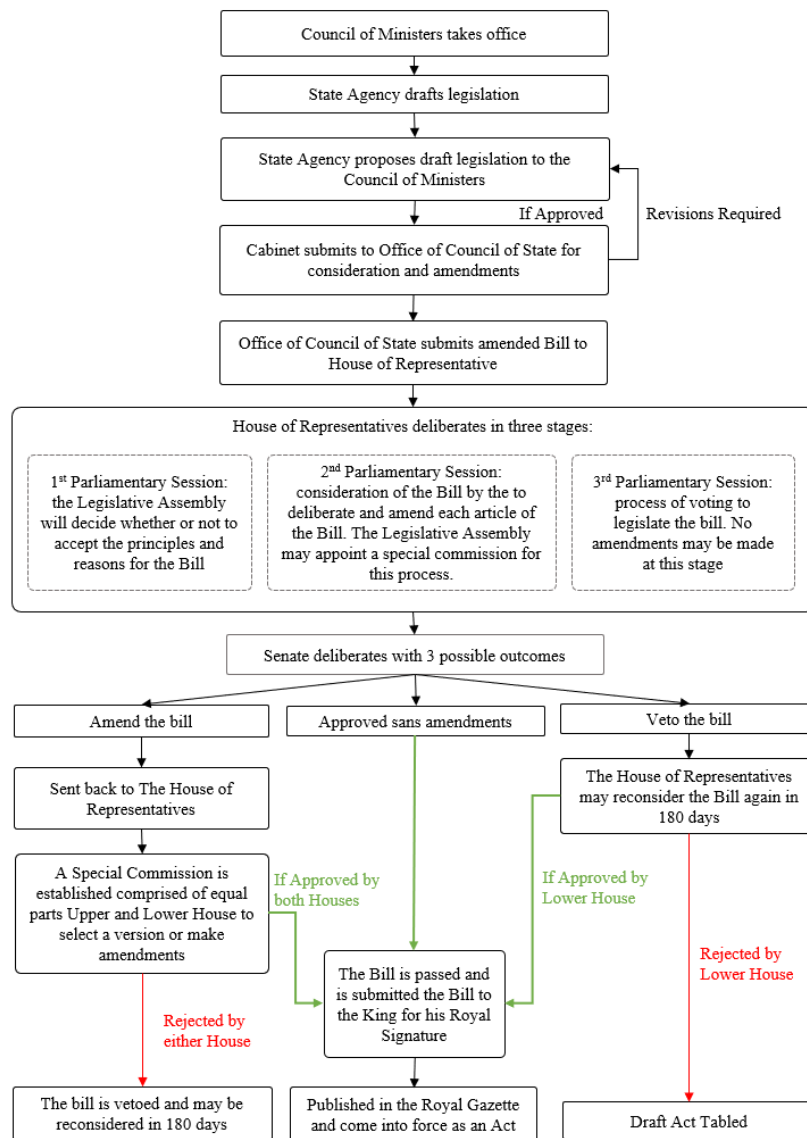 Council of Ministers takes office
State Agency drafts legislation
State Agency proposes draft legislation to the
Council of Ministers
If Approved
Revisions Required
Cabinet submits to Office of Council of State for
consideration and amendments
Office of Council of State submits amended Bill to
House of Representative
House of Representatives deliberates in three stages:
1st Parliamentary Session:
the Legislative Assembly
will decide whether or not to
accept the principles and
reasons for the Bill
2nd Parliamentary Session:
consideration of the Bill by the to
deliberate and amend each article of
the Bill. The Legislative Assembly
may appoint a special commission for
this process.
3rd Parliamentary Session:
process of voting to
legislate the bill. No
amendments may be made
at this stage
Senate deliberates with 3 possible outcomes
Amend the bill
Approved sans amendments
Veto the bill
Sent back to The House of
Representatives
The House of Representatives
may reconsider the Bill again in
180 days
A Special Commission is
established comprised of equal
parts Upper and Lower House to
select a version or make
amendments
If Approved by
both Houses
If Approved by
Lower House
Rejected by
Lower House
The Bill is passed and
is submitted the Bill to
the King for his Royal
Signature
Rejected by
either House
The bill is vetoed and may be
reconsidered in 180 days
Published in the Royal Gazette
and come into force as an Act
Draft Act Tabled